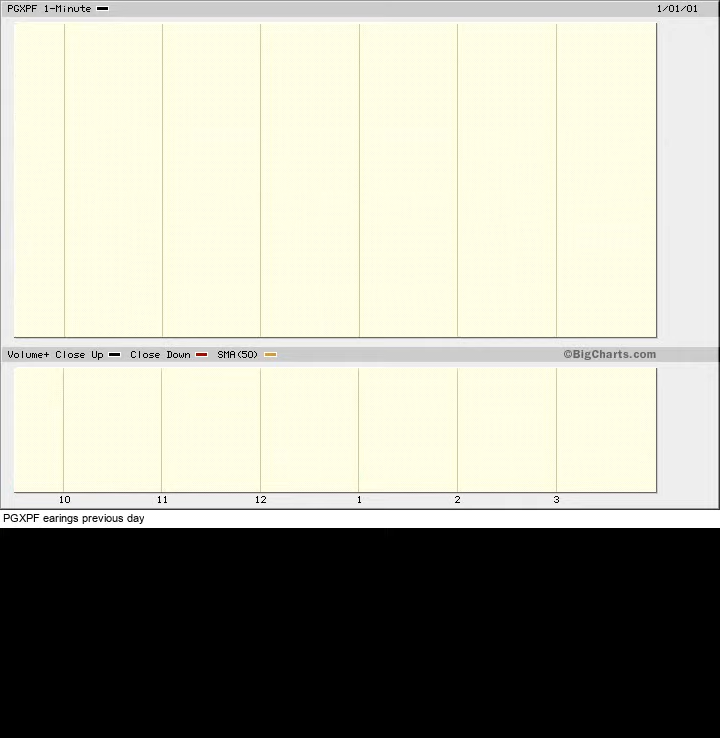 PGXPF 1-Minute 1/01/01
Volume+ Close Up Close Down SMA(50) ©BigCharts.com
10 11 12 1 2 3
PGXPF earings previous day